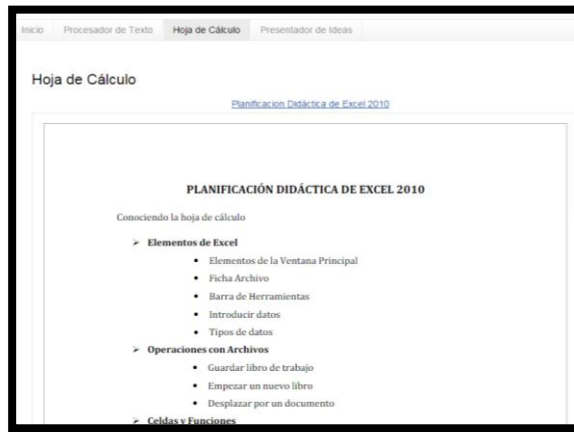 Inicio Procesador de Texto Hoja de Cálculo Presentador de Ideas
Hoja de Cálculo
Planificacion Didáctica de Excel 2010
PLANIFICACIÓN DIDÁCTICA DE EXCEL 2010
Conociendo la hoja de cálculo
➢ Elementos de Excel
• Elementos de la Ventana Principal
• Ficha Archivo
• Barra de Herramientas
• Introducir datos
• Tipos de datos
➢ Operaciones con Archivos
• Guardar libro de trabajo
• Empezar un nuevo libro
• Desplazar por un documento
➢ Celdas y Funciones